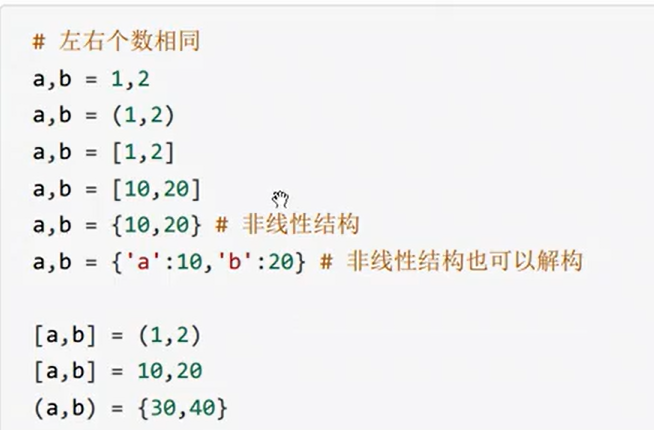 # 左右个数相同
a,b = 1,2
a,b = (1,2)
a,b = [1,2]
a,b = [10,20]
a,b = {10,20} # 非线性结构
a,b = {'a':10,'b':20} # 非线性结构也可以解构
[a,b] = (1,2)
[a,b] = 10,20
(a,b) = {30,40}